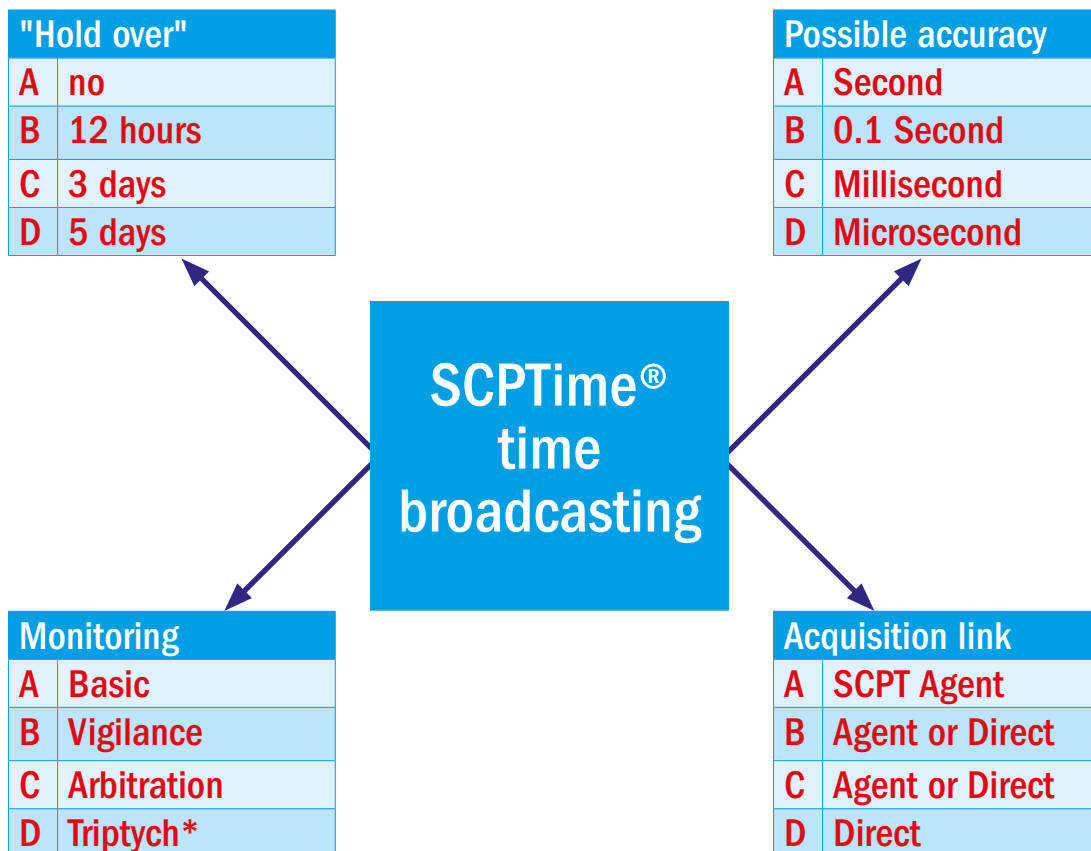 "Hold over"
A no
B 12 hours
C 3 days
D 5 days
Possible accuracy
A Second
B 0.1 Second
C Millisecond
D Microsecond
SCPTime®
time
broadcasting
Monitoring
A Basic
B Vigilance
C Arbitration
D Triptych*
Acquisition link
A SCPT Agent
B Agent or Direct
C Agent or Direct
D Direct